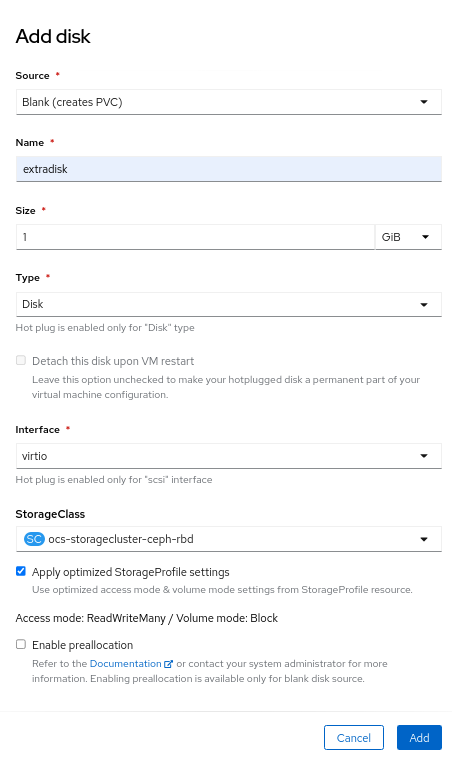 Add disk
Source *
Blank (creates PVC)
Name *
extradisk
Size *
1 GiB
Type *
Disk
Hot plug is enabled only for "Disk" type
Detach this disk upon VM restart
Leave this option unchecked to make your hotplugged disk a permanent part of your
virtual machine configuration.
Interface *
virtio
Hot plug is enabled only for "scsi" interface
StorageClass
SC ocs-storagecluster-ceph-rbd
Apply optimized StorageProfile settings
Use optimized access mode & volume mode settings from StorageProfile resource.
Access mode: ReadWriteMany / Volume mode: Block
Enable preallocation
Refer to the Documentation or contact your system administrator for more
information. Enabling preallocation is available only for blank disk source.
Cancel Add